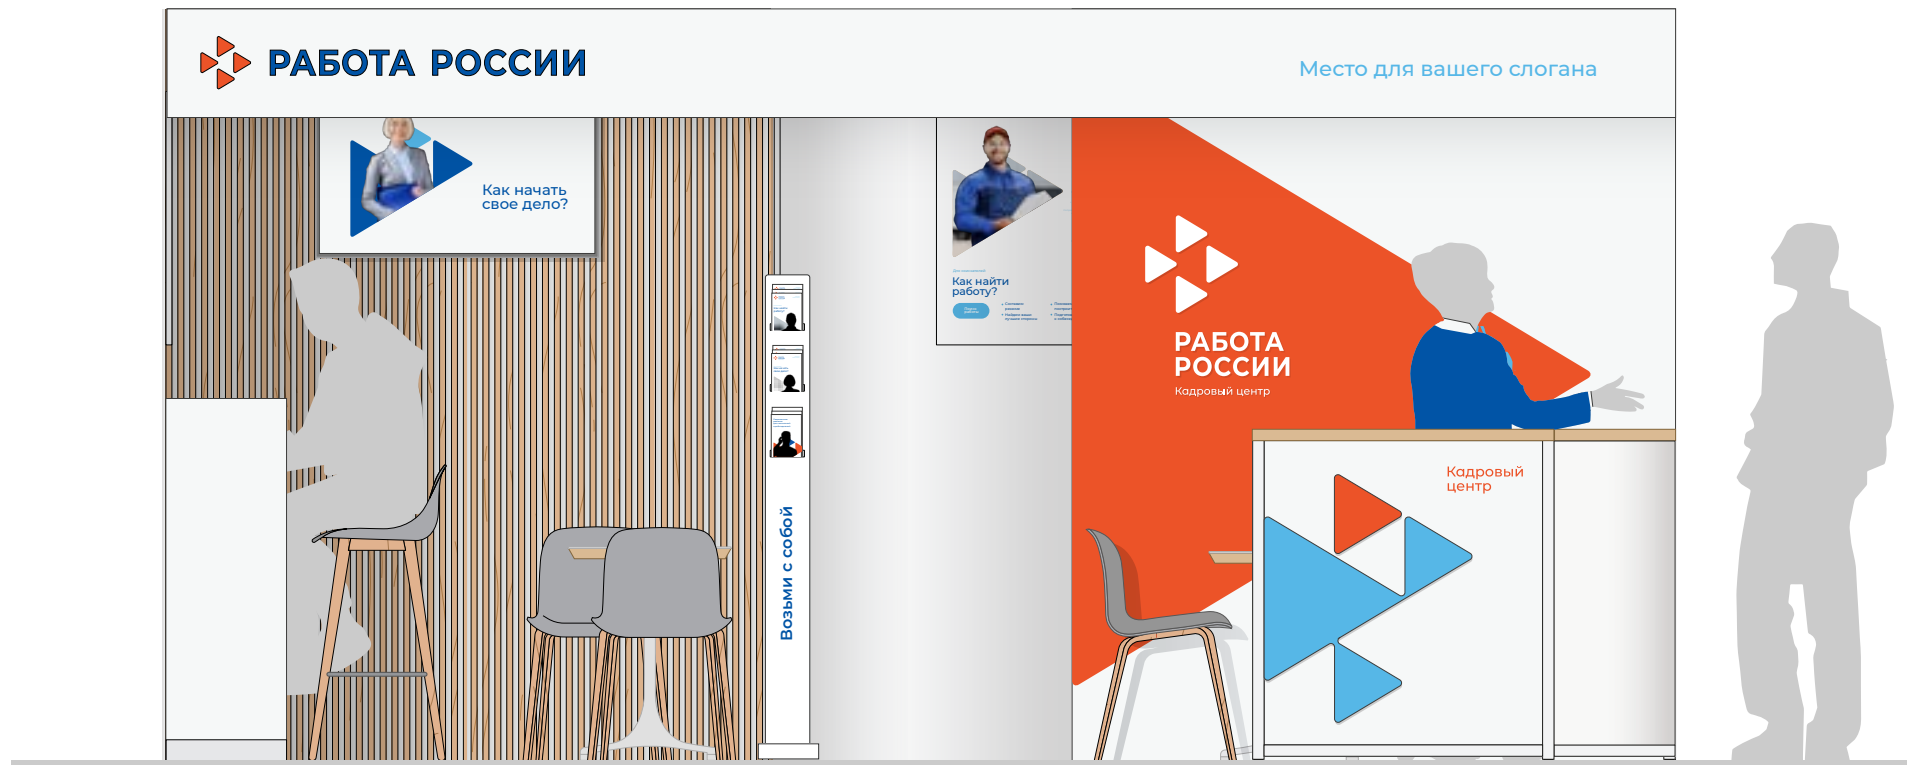 РАБОТА РОССИИ
Место для вашего слогана
Как начать
свое дело?
Как найти
работу?
РАБОТА
РОССИИ
Кадровый центр
Кадровый
центр
Возьми с собой